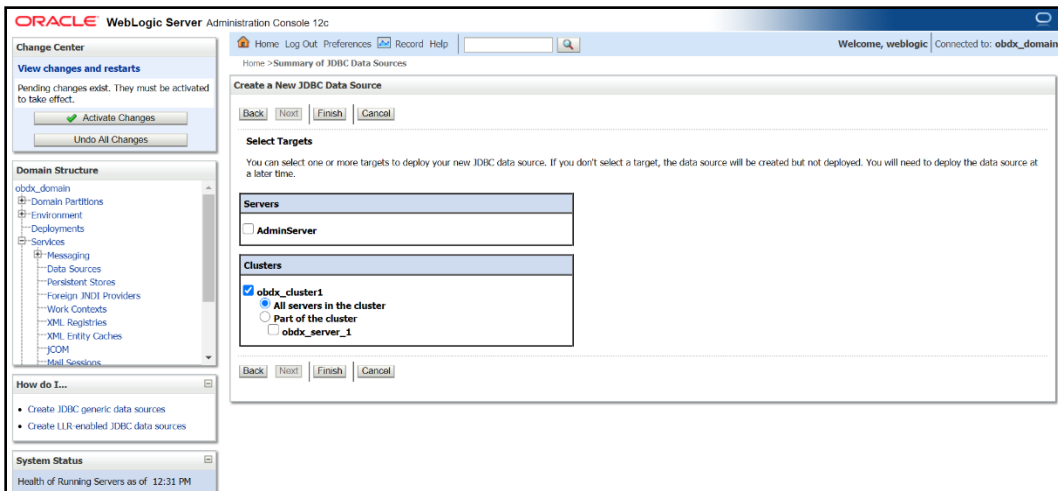 ORACLE WebLogic Server Administration Console 12c
Change Center
View changes and restarts
Pending changes exist. They must be activated
to take effect.
Activate Changes
Undo All Changes
Domain Structure
obdx_domain
Domain Partitions
Environment
Deployments
Services
Messaging
Data Sources
Persistent Stores
Foreign JNDI Providers
Work Contexts
XML Registries
XML Entity Caches
jCOM
Mail Sessions
How do I...
Create JDBC generic data sources
Create LLR-enabled JDBC data sources
System Status
Health of Running Servers as of 12:31 PM
Home Log Out Preferences Record Help
Welcome, weblogic Connected to: obdx_domain
Home >Summary of JDBC Data Sources
Create a New JDBC Data Source
Back Next Finish Cancel
Select Targets
You can select one or more targets to deploy your new JDBC data source. If you don't select a target, the data source will be created but not deployed. You will need to deploy the data source at
a later time.
Servers
AdminServer
Clusters
obdx_cluster1
All servers in the cluster
Part of the cluster
obdx_server_1
Back Next Finish Cancel